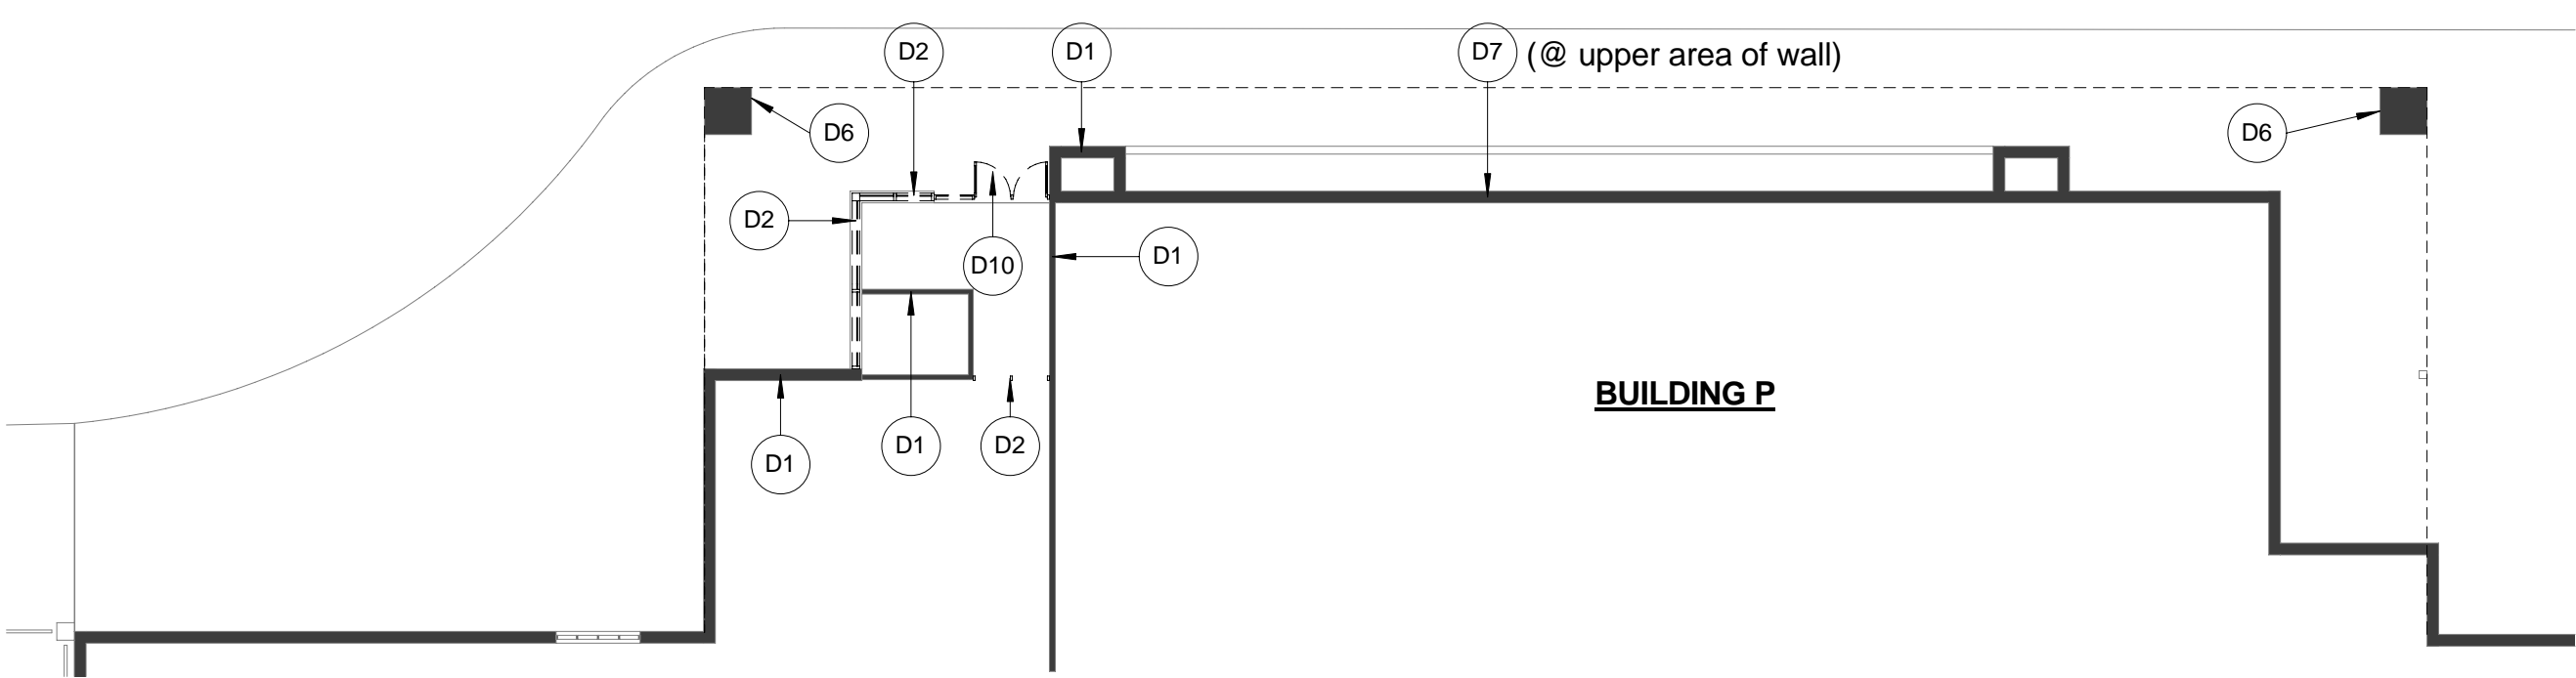 D2
D1
D7 (@ upper area of wall)
D6
D6
D2
D10
D1
BUILDING P
D1
D1
D2